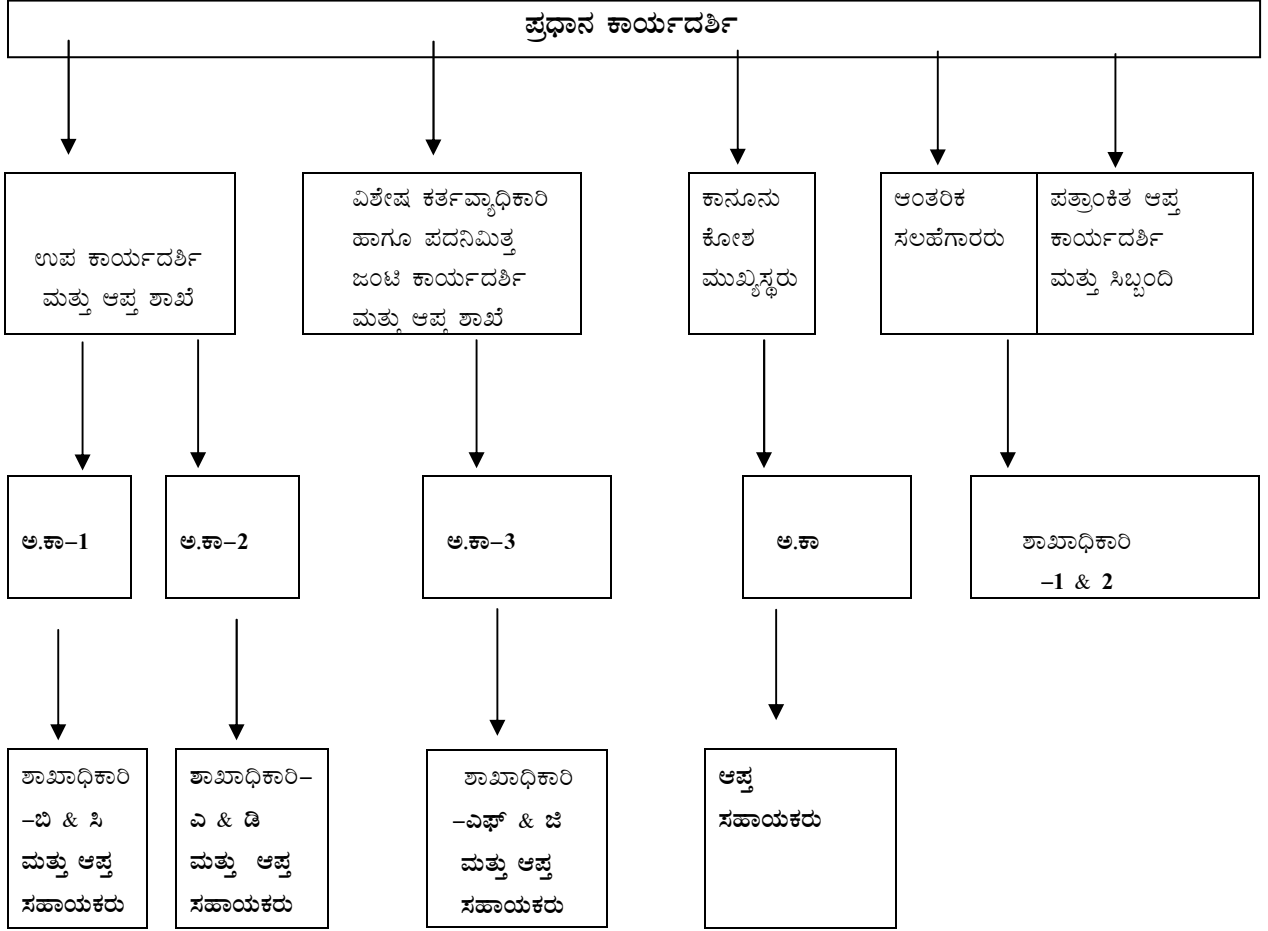 ಪ್ರಧಾನ ಕಾರ್ಯದರ್ಶಿ
ಉಪ ಕಾರ್ಯದರ್ಶಿ
ಮತ್ತು ಆಪ್ತ ಶಾಖೆ
ವಿಶೇಷ ಕರ್ತವ್ಯಾಧಿಕಾರಿ
ಹಾಗೂ ಪದನಿಮಿತ್ತ
ಜಂಟಿ ಕಾರ್ಯದರ್ಶಿ
ಮತ್ತು ಆಪ್ತ ಶಾಖೆ
ಕಾನೂನು
ಕೋಶ
ಮುಖ್ಯಸ್ಥರು
ಆಂತರಿಕ
ಸಲಹೆಗಾರರು
ಪತ್ರಾಂಕಿತ ಆಪ್ತ
ಕಾರ್ಯದರ್ಶಿ
ಮತ್ತು ಸಿಬ್ಬಂದಿ
ಅ.ಕಾ–1
ಅ.ಕಾ–2
ಅ.ಕಾ–3
ಅ.ಕಾ
ಶಾಖಾಧಿಕಾರಿ
–1 & 2
ಶಾಖಾಧಿಕಾರಿ
–ಬಿ & ಸಿ
ಮತ್ತು ಆಪ್ತ
ಸಹಾಯಕರು
ಶಾಖಾಧಿಕಾರಿ–
ಎ & ಡಿ
ಮತ್ತು ಆಪ್ತ
ಸಹಾಯಕರು
ಶಾಖಾಧಿಕಾರಿ
–ಎಫ್ & ಜಿ
ಮತ್ತು ಆಪ್ತ
ಸಹಾಯಕರು
ಆಪ್ತ
ಸಹಾಯಕರು